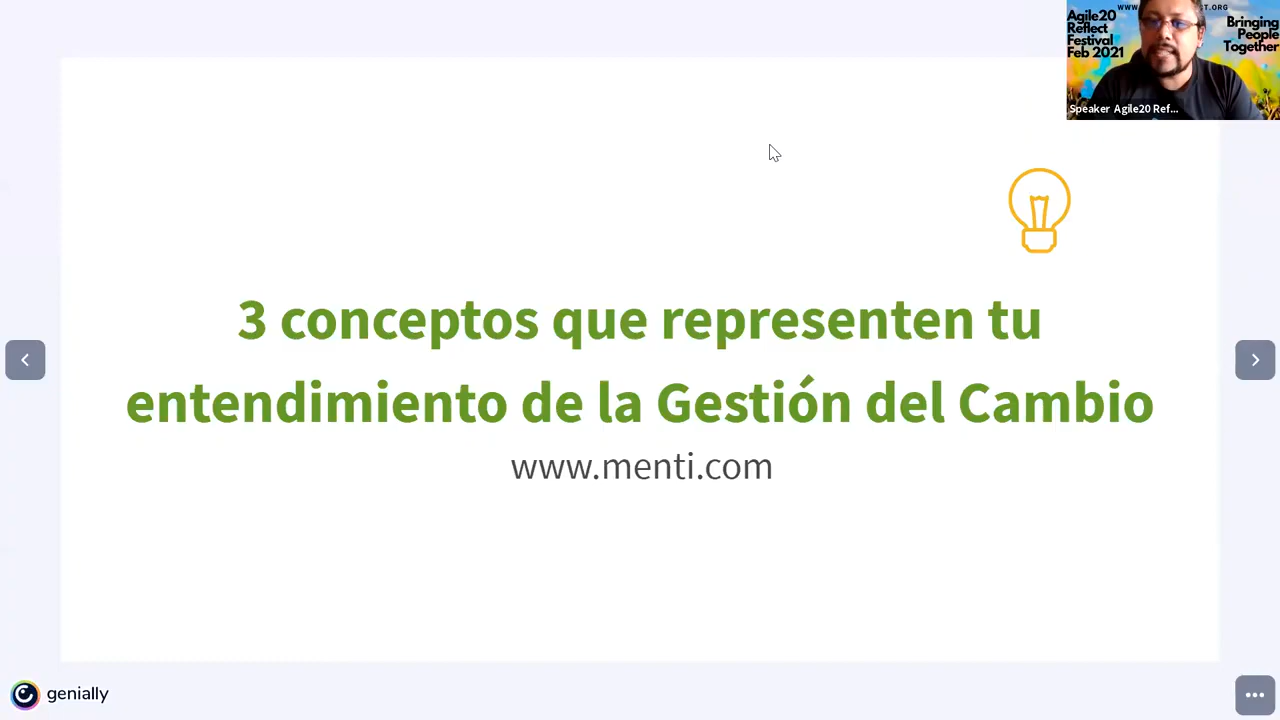 Agile20
Reflect
Festival
Feb 2021
Bringing
People
Together
Speaker Agile20 Ref...
3 conceptos que representen tu
entendimiento de la Gestión del Cambio
www.menti.com
genially